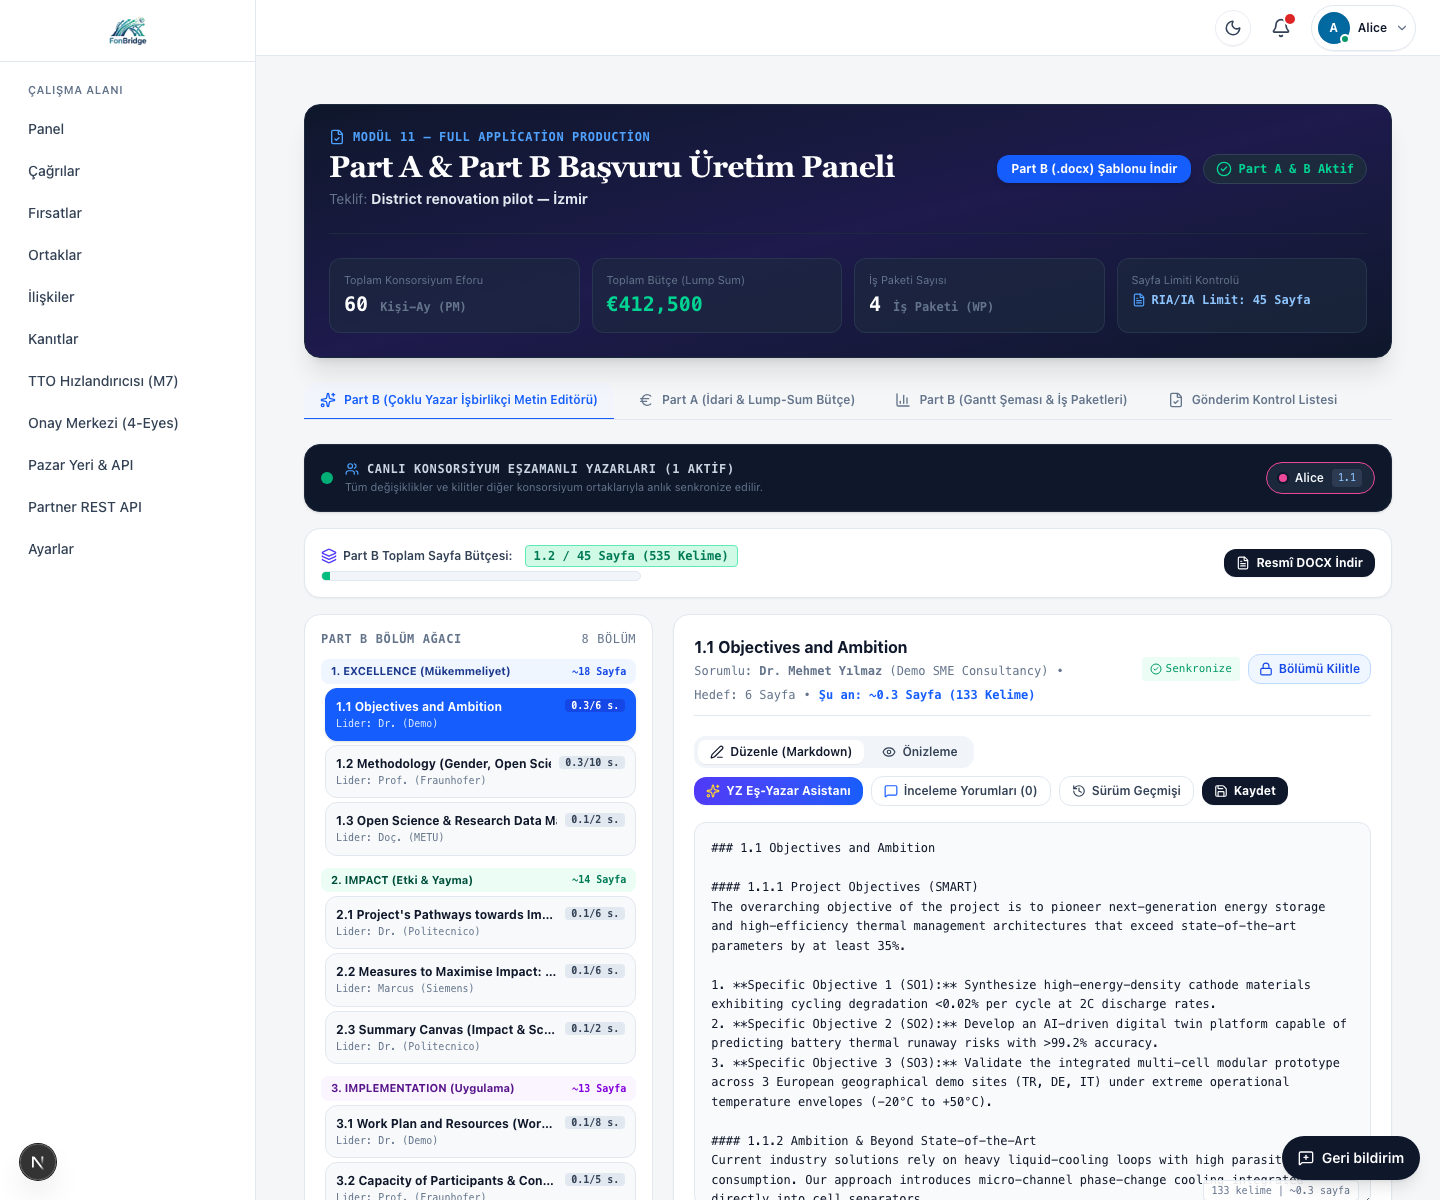 FonBridge
A
Alice
ÇALIŞMA ALANI
Panel
Çağrılar
Fırsatlar
Ortaklar
İlişkiler
Kanıtlar
TTO Hızlandırıcısı (M7)
Onay Merkezi (4-Eyes)
Pazar Yeri & API
Partner REST API
Ayarlar
N
MODÜL 11 — FULL APPLİCATİON PRODUCTİON
Part A & Part B Başvuru Üretim Paneli
Teklif: District renovation pilot — İzmir
Part B (.docx) Şablonu İndir
Part A & B Aktif
Toplam Konsorsiyum Eforu
60 Kişi-Ay (PM)
Toplam Bütçe (Lump Sum)
€412,500
İş Paketi Sayısı
4 İş Paketi (WP)
Sayfa Limiti Kontrolü
RIA/IA Limit: 45 Sayfa
Part B (Çoklu Yazar İşbirlikçi Metin Editörü)
Part A (İdari & Lump-Sum Bütçe)
Part B (Gantt Şeması & İş Paketleri)
Gönderim Kontrol Listesi
CANLI KONSORSİYUM EŞZAMANLI YAZARLARI (1 AKTİF)
Tüm değişiklikler ve kilitler diğer konsorsiyum ortaklarıyla anlık senkronize edilir.
Alice 1.1
Part B Toplam Sayfa Bütçesi: 1.2 / 45 Sayfa (535 Kelime)
Resmî DOCX İndir
PART B BÖLÜM AĞACI 8 BÖLÜM
1. EXCELLENCE (Mükemmeliyet) ~18 Sayfa
1.1 Objectives and Ambition 0.3/6 s.
Lider: Dr. (Demo)
1.2 Methodology (Gender, Open Scie 0.3/10 s.
Lider: Prof. (Fraunhofer)
1.3 Open Science & Research Data M 0.1/2 s.
Lider: Doç. (METU)
2. IMPACT (Etki & Yayma) ~14 Sayfa
2.1 Project's Pathways towards Im... 0.1/6 s.
Lider: Dr. (Politecnico)
2.2 Measures to Maximise Impact: ... 0.1/6 s.
Lider: Marcus (Siemens)
2.3 Summary Canvas (Impact & Sc... 0.1/2 s.
Lider: Dr. (Politecnico)
3. IMPLEMENTATION (Uygulama) ~13 Sayfa
3.1 Work Plan and Resources (Wor... 0.1/8 s.
Lider: Dr. (Demo)
3.2 Capacity of Participants & Con... 0.1/5 s.
Lider: Prof. (Fraunhofer)
1.1 Objectives and Ambition
Sorumlu: Dr. Mehmet Yılmaz (Demo SME Consultancy) •
Hedef: 6 Sayfa • Şu an: ~0.3 Sayfa (133 Kelime)
Senkronize
Bölümü Kilitle
Düzenle (Markdown)
Önizleme
YZ Eş-Yazar Asistanı
İnceleme Yorumları (0)
Sürüm Geçmişi
Kaydet
### 1.1 Objectives and Ambition
#### 1.1.1 Project Objectives (SMART)
The overarching objective of the project is to pioneer next-generation energy storage
and high-efficiency thermal management architectures that exceed state-of-the-art
parameters by at least 35%.
1. **Specific Objective 1 (SO1):** Synthesize high-energy-density cathode materials
exhibiting cycling degradation <0.02% per cycle at 2C discharge rates.
2. **Specific Objective 2 (SO2):** Develop an AI-driven digital twin platform capable of
predicting battery thermal runaway risks with >99.2% accuracy.
3. **Specific Objective 3 (SO3):** Validate the integrated multi-cell modular prototype
across 3 European geographical demo sites (TR, DE, IT) under extreme operational
temperature envelopes (-20°C to +50°C).
#### 1.1.2 Ambition & Beyond State-of-the-Art
Current industry solutions rely on heavy liquid-cooling loops with high parasit
consumption. Our approach introduces micro-channel phase-change cooling integrated
directly into cell separators
133 kelime | ~0.3 sayfa
Geri bildirim